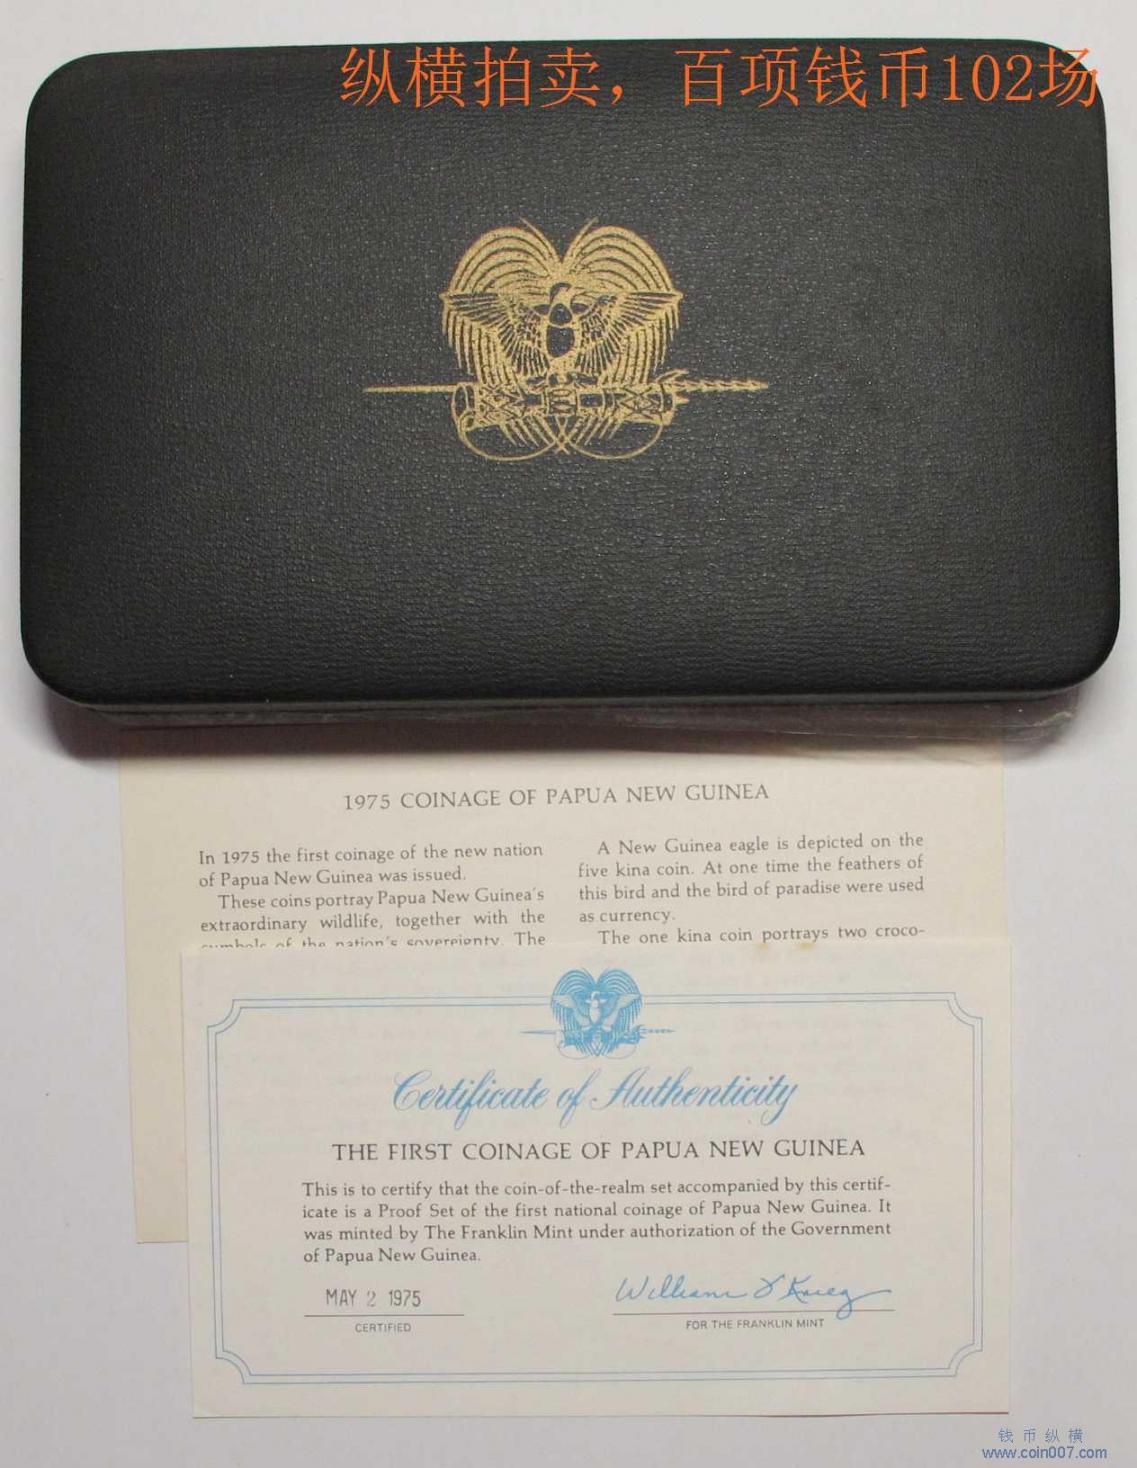 纵横拍卖，百项钱币102场
1975 COINAGE OF PAPUA NEW GUINEA
In 1975 the first coinage of the new nation
of Papua New Guinea was issued.
These coins portray Papua New Guinea's
extraordinary wildlife, together with the
symbols of the nation's sovereignty. The
A New Guinea eagle is depicted on the
five kina coin. At one time the feathers of
this bird and the bird of paradise were used
as currency.
The one kina coin portrays two croco-
Certificate of Authenticity
THE FIRST COINAGE OF PAPUA NEW GUINEA
This is to certify that the coin-of-the-realm set accompanied by this certif-
icate is a Proof Set of the first national coinage of Papua New Guinea. It
was minted by The Franklin Mint under authorization of the Government
of Papua New Guinea.
MAY 2 1975
CERTIFIED
FOR THE FRANKLIN MINT
钱币纵横
www.coin007.com